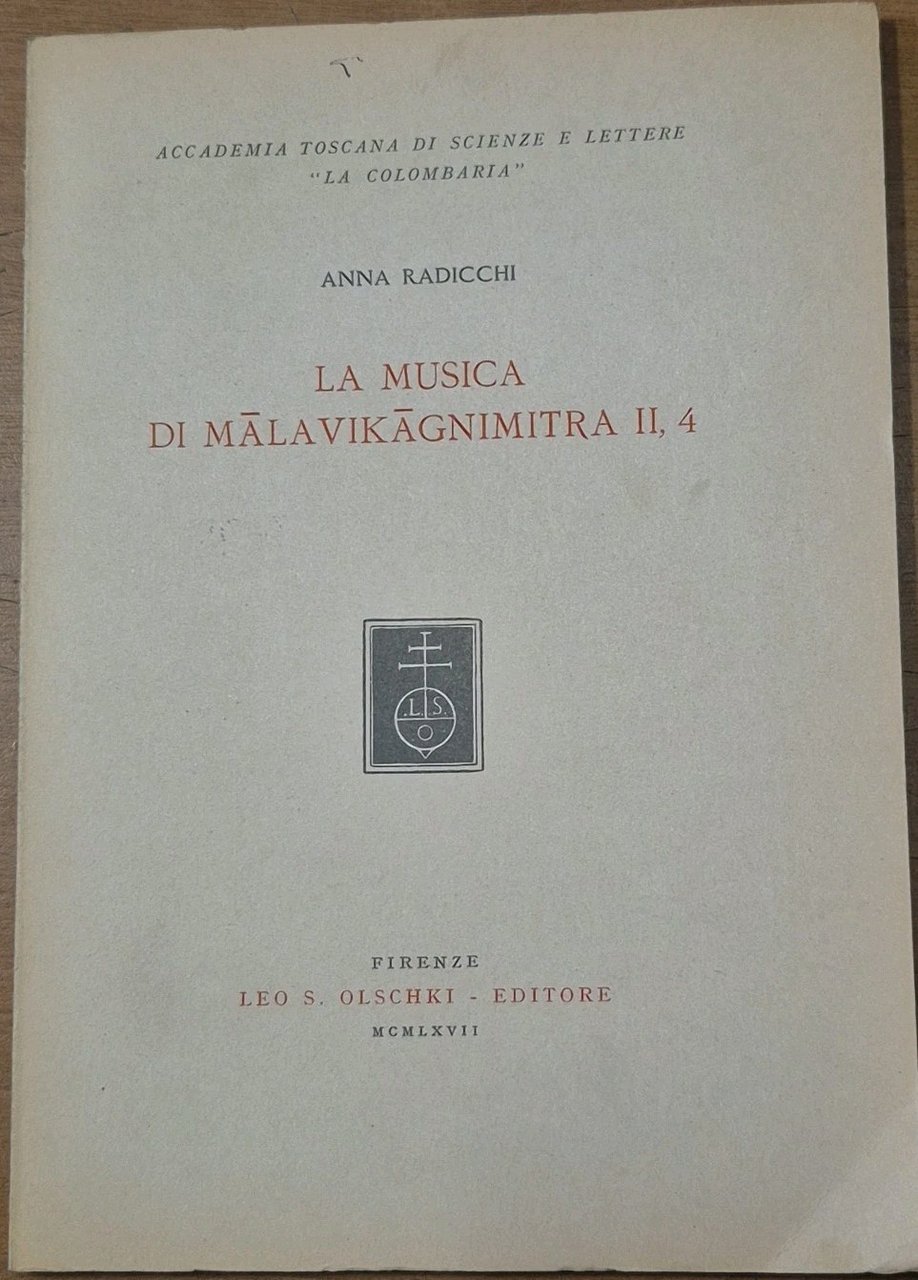 ACCADEMIA TOSCANA DI SCIENZE E LETTERE
"LA COLOMBARIA"
ANNA RADICCHI
LA MUSICA
DI MĀLAVIKĀGNIMITRA II, 4
.L.S.
O
FIRENZE
LEO S. OLSCHKI - EDITORE
MCMLXVII